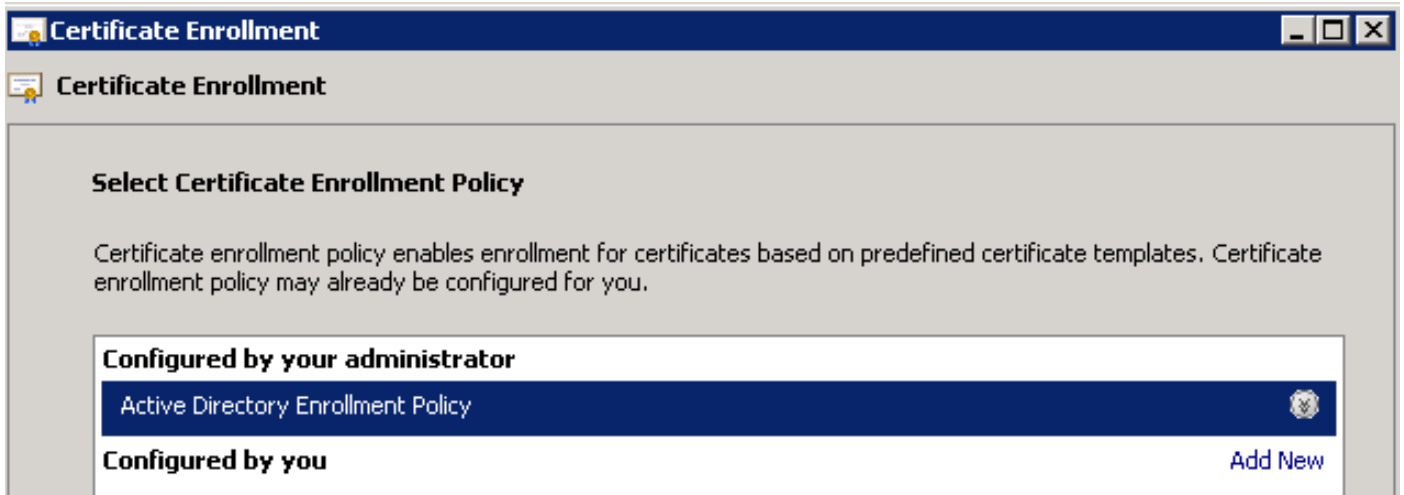 Certificate Enrollment
Certificate Enrollment
Select Certificate Enrollment Policy
Certificate enrollment policy enables enrollment for certificates based on predefined certificate templates. Certificate
enrollment policy may already be configured for you.
Configured by your administrator
Active Directory Enrollment Policy
Configured by you
Add New